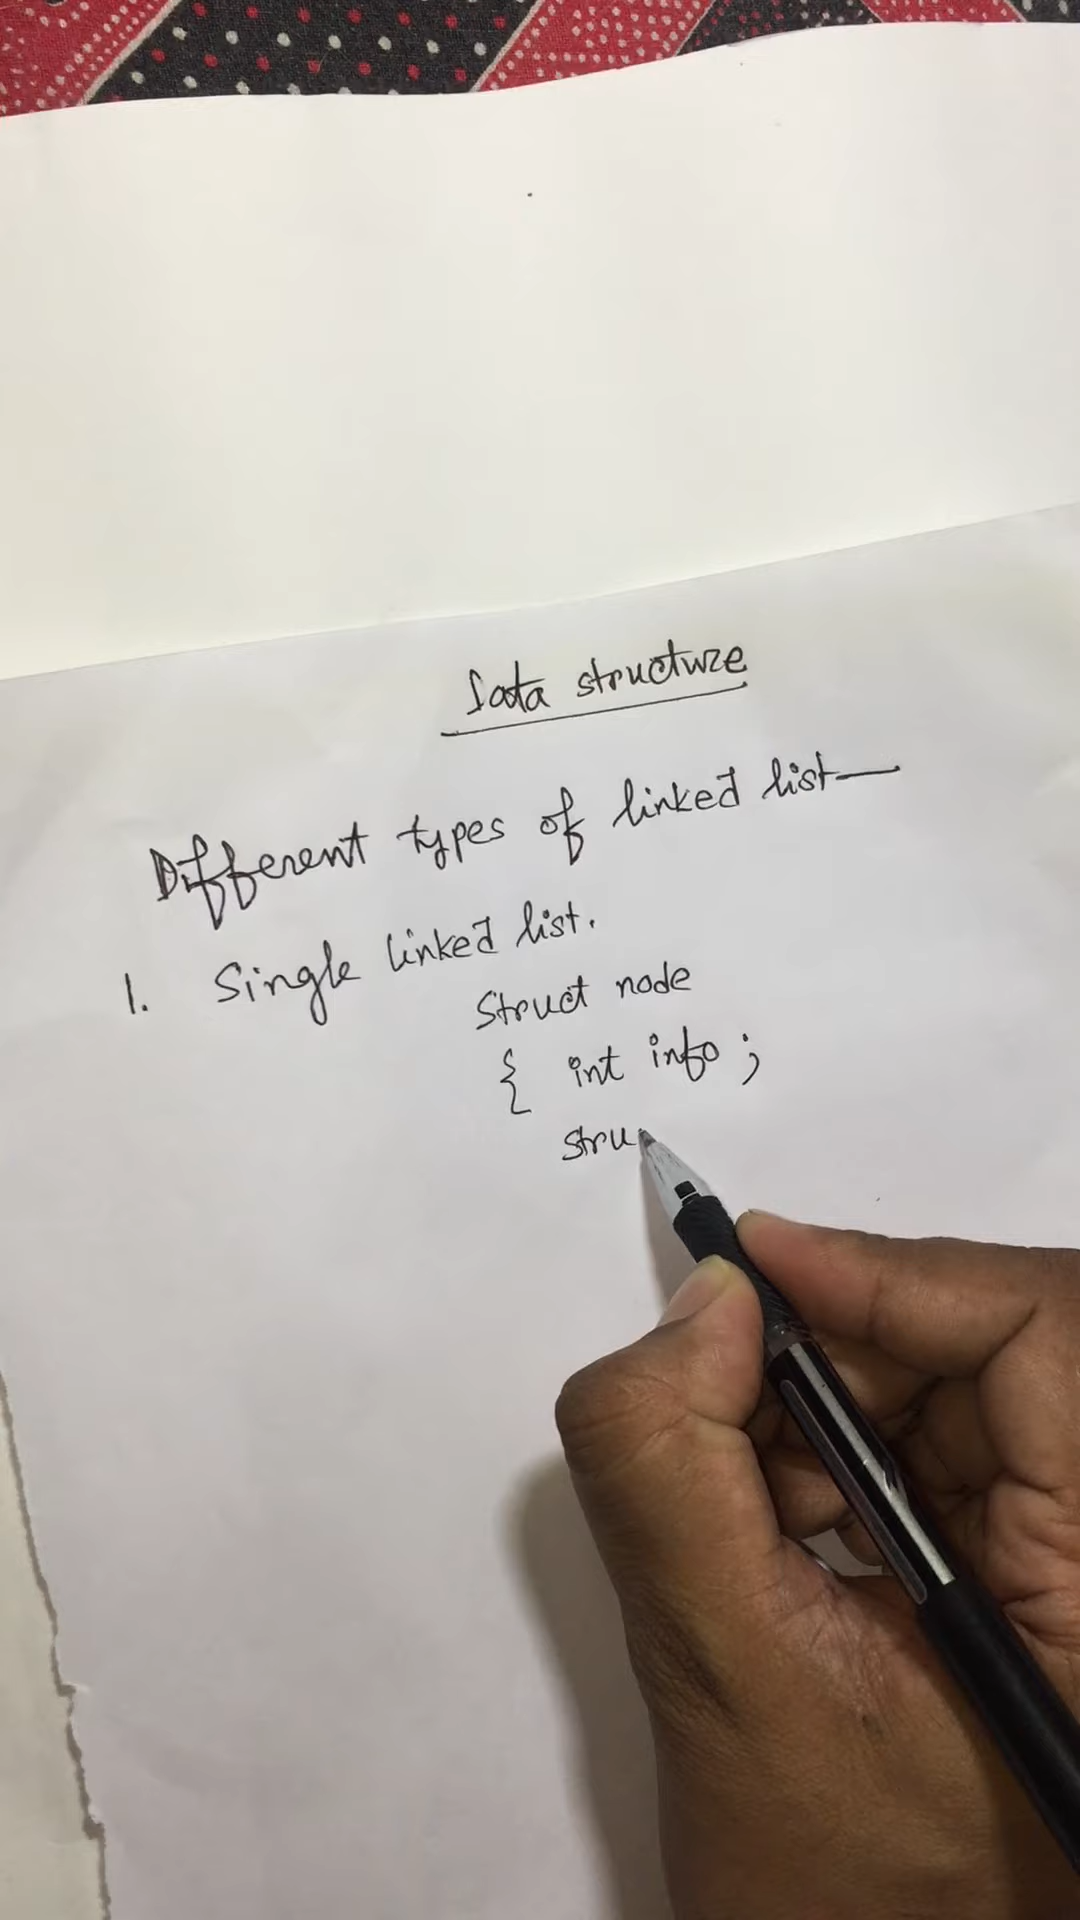 Data structure
Different types of linked list—
1. Single linked list.
Struct node
{ int info ;
stru